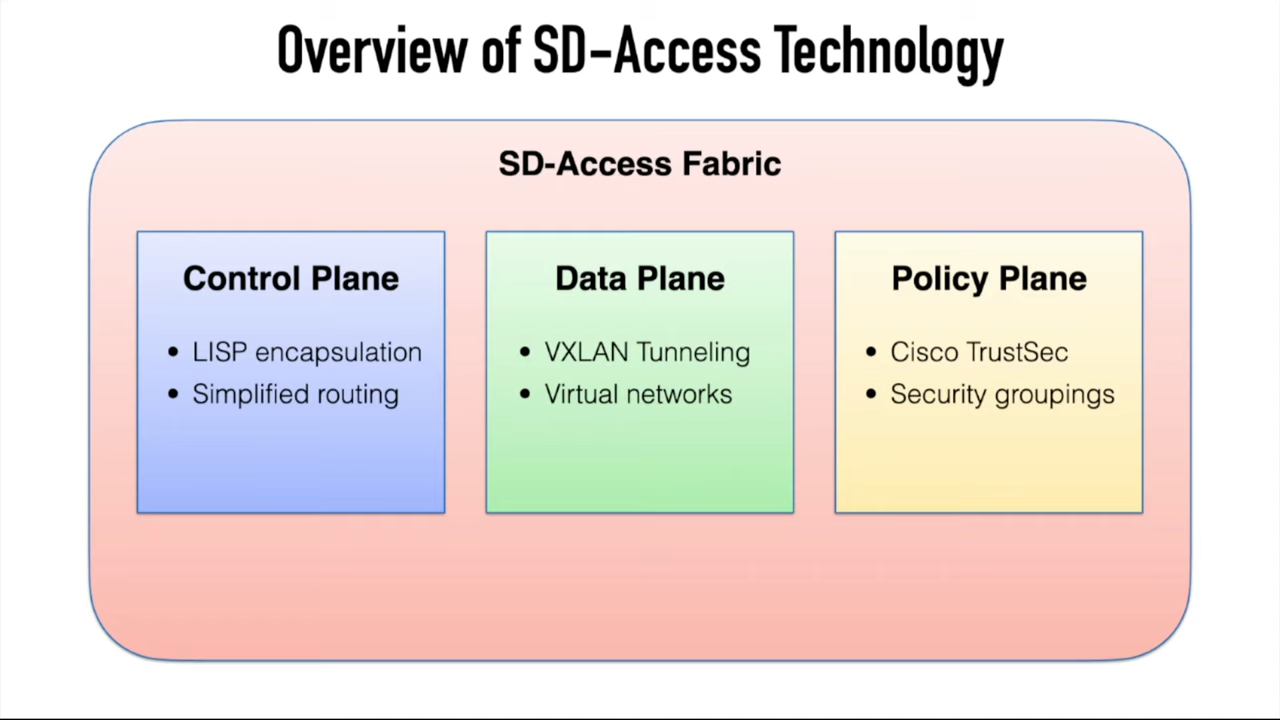 Overview of SD-Access Technology
SD-Access Fabric
Control Plane
• LISP encapsulation
• Simplified routing
Data Plane
• VXLAN Tunneling
• Virtual networks
Policy Plane
• Cisco TrustSec
• Security groupings